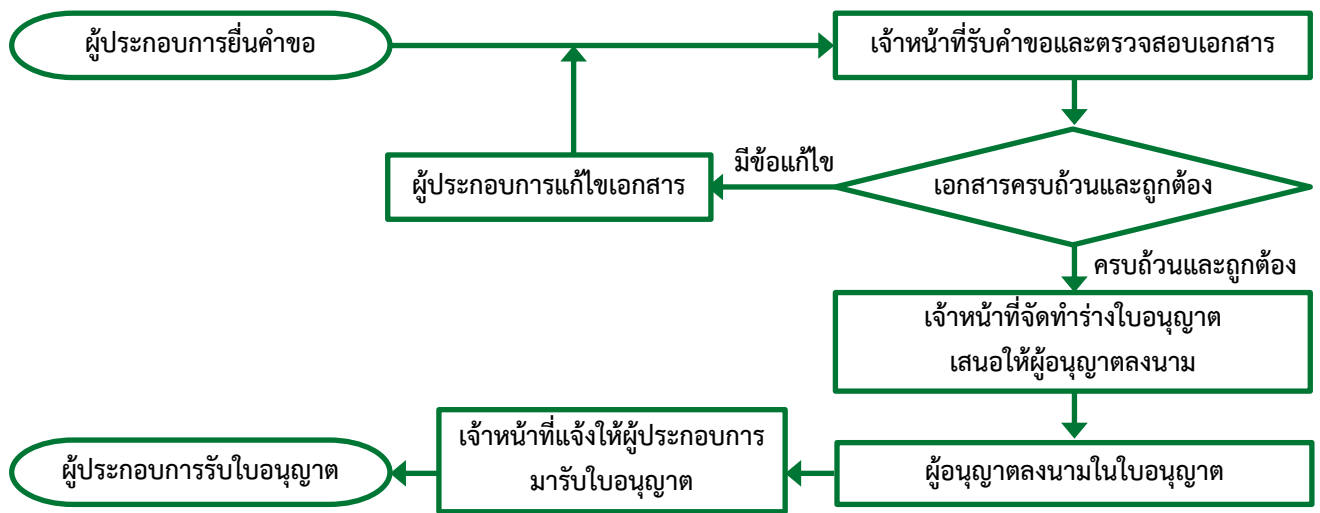 ผู้ประกอบการยื่นคำขอ
เจ้าหน้าที่รับคำขอและตรวจสอบเอกสาร
มีข้อแก้ไข
ผู้ประกอบการแก้ไขเอกสาร
เอกสารครบถ้วนและถูกต้อง
ครบถ้วนและถูกต้อง
เจ้าหน้าที่จัดทำร่างใบอนุญาต
เสนอให้ผู้อนุญาตลงนาม
ผู้อนุญาตลงนามในใบอนุญาต
เจ้าหน้าที่แจ้งให้ผู้ประกอบการ
มารับใบอนุญาต
ผู้ประกอบการรับใบอนุญาต